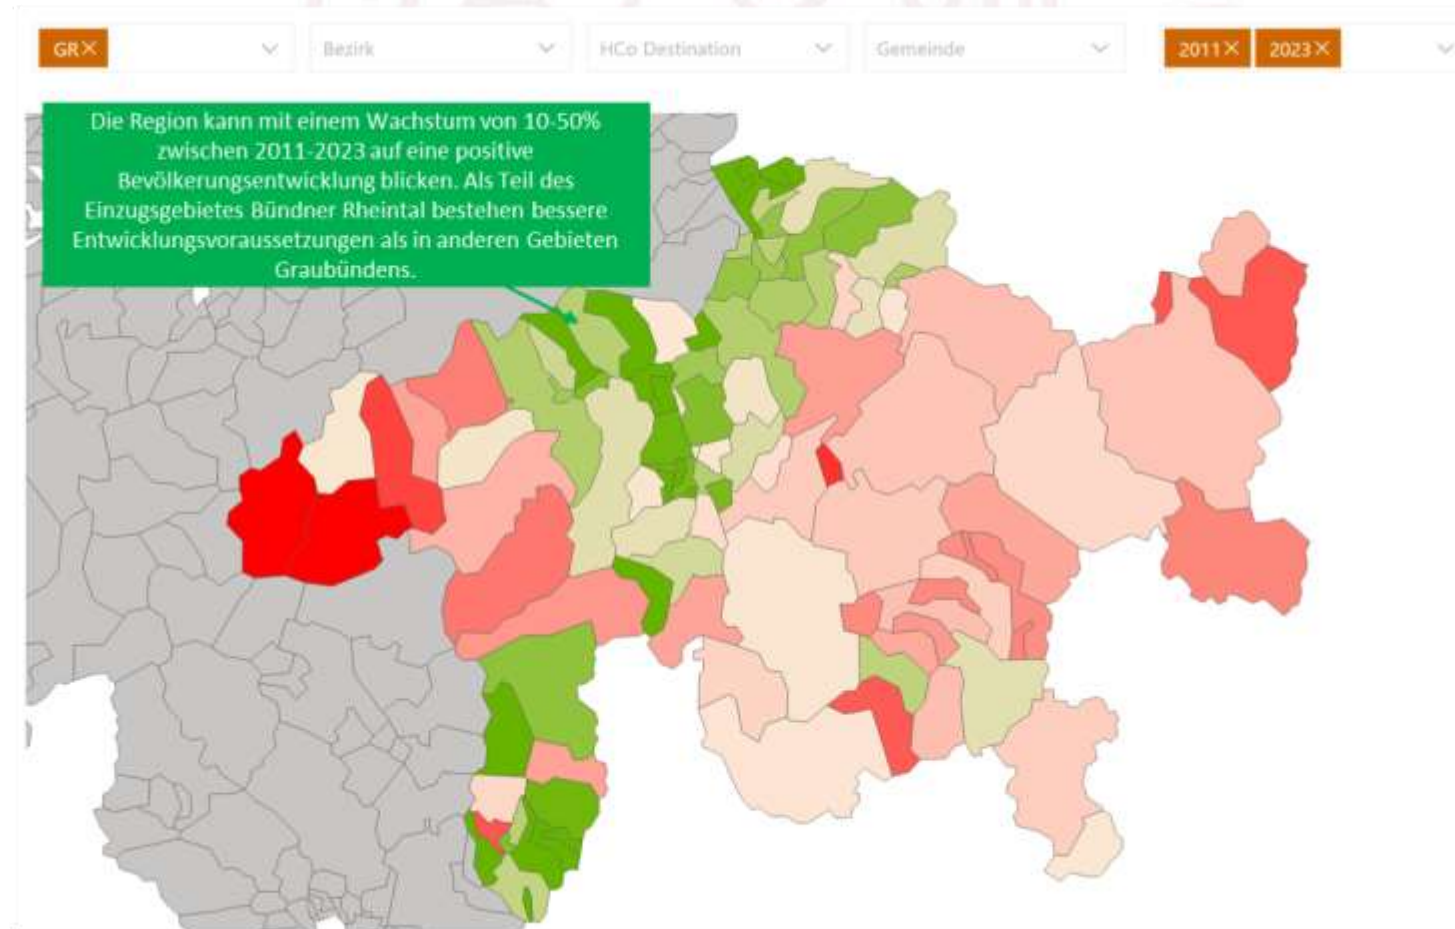 GR×
Bezirk
HCo Destination
Gemeinde
2011× 2023×
Die Region kann mit einem Wachstum von 10-50%
zwischen 2011-2023 auf eine positive
Bevölkerungsentwicklung blicken. Als Teil des
Einzugsgebietes Bündner Rheintal bestehen bessere
Entwicklungsvoraussetzungen als in anderen Gebieten
Graubündens.